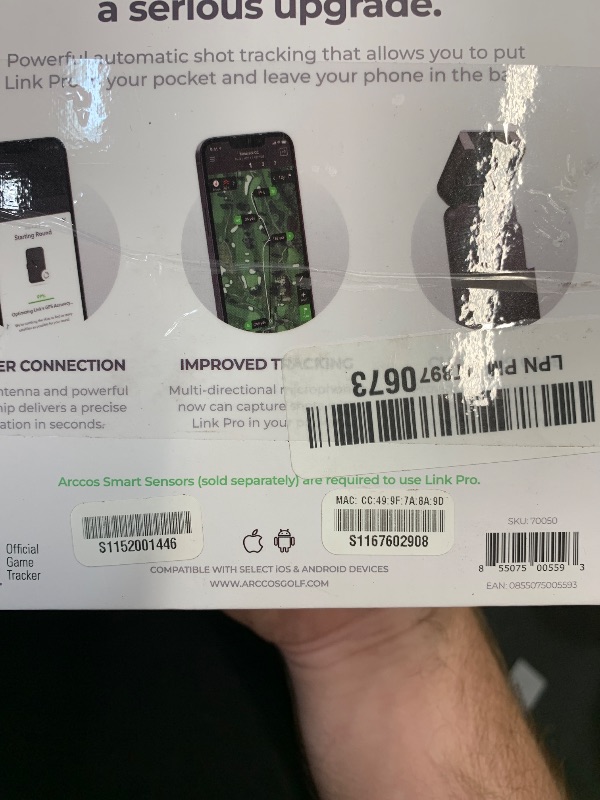 a serious upgrade.
Powerful automatic shot tracking that allows you to put
Link Pro in your pocket and leave your phone in the
Starting Round
ER CONNECTION
ntenna and powerful
hip delivers a precise
ation in seconds.
IMPROVED TRACKING
Multi-directional
now can capture
Link Pro in your
LPN
0673
Arccos Smart Sensors (sold separately) are required to use Link Pro.
S1152001446
MAC: CC:49:9F:7A:8A:9D
S1167602908
Official
Game
Tracker
COMPATIBLE WITH SELECT iOS & ANDROID DEVICES
WWW.ARCCOSGOLF.COM
SKU: 70050
8 55075 00559 3
EAN: 0855075005593